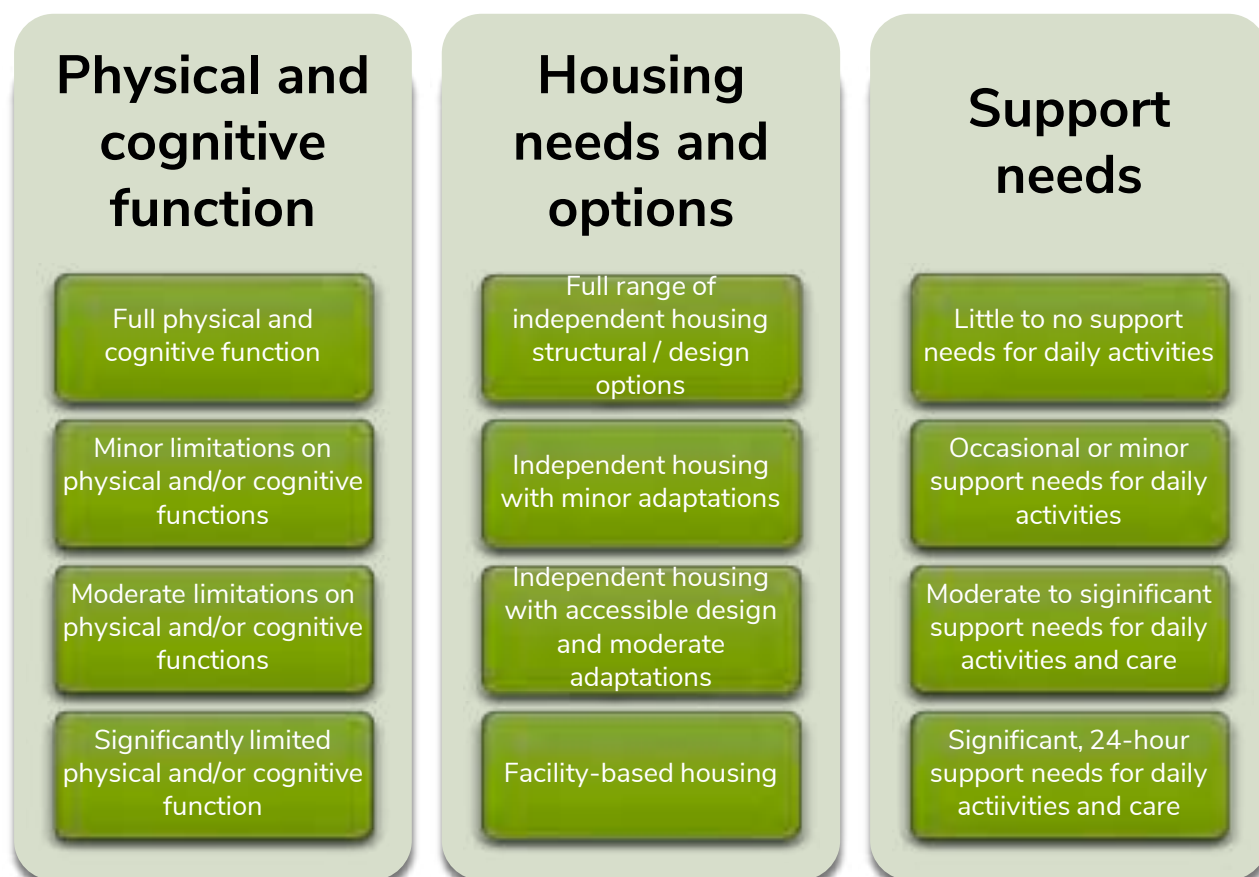 Physical and
cognitive
function
Full physical and
cognitive function
Minor limitations on
physical and/or cognitive
functions
Moderate limitations on
physical and/or cognitive
functions
Significantly limited
physical and/or cognitive
function
Housing
needs and
options
Full range of
independent housing
structural / design
options
Independent housing
with minor adaptations
Independent housing
with accessible design
and moderate
adaptations
Facility-based housing
Support
needs
Little to no support
needs for daily activities
Occasional or minor
support needs for daily
activities
Moderate to siginificant
support needs for daily
activities and care
Significant, 24-hour
support needs for daily
actiivities and care